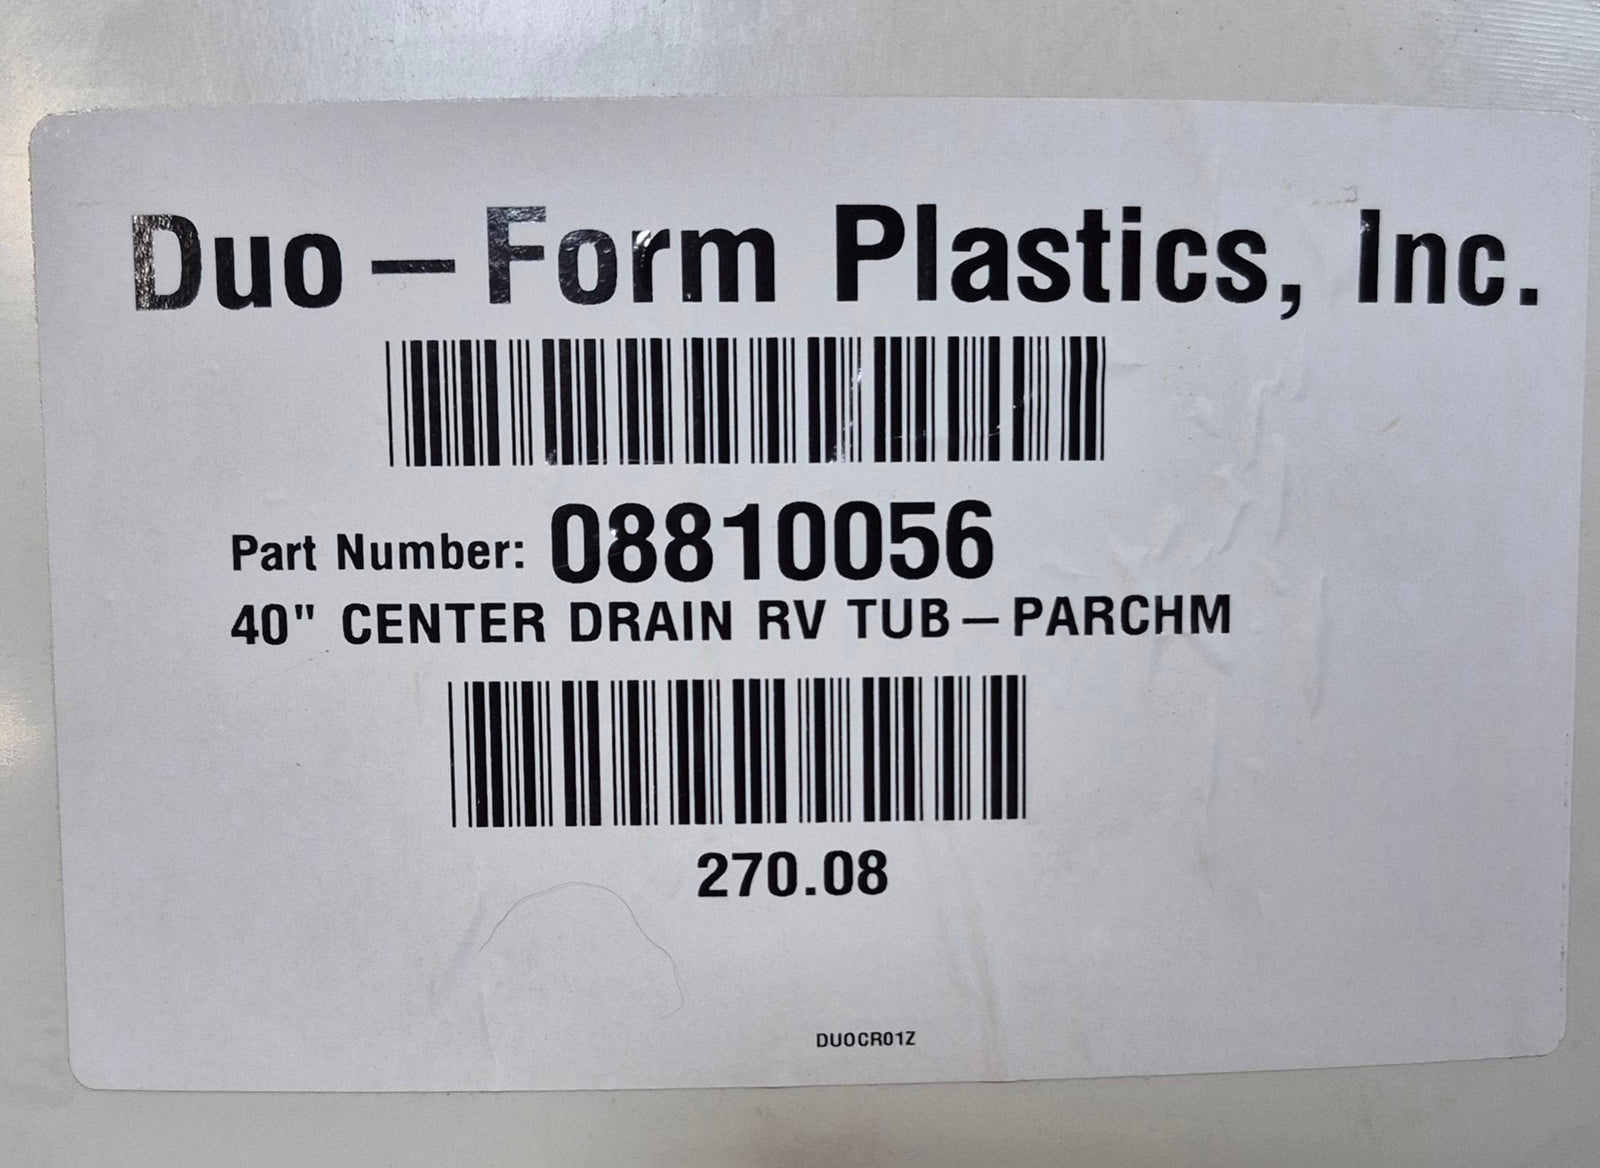 Duo-Form Plastics, Inc.
Part Number: 08810056
40" CENTER DRAIN RV TUB-PARCHM
270.08
DUOCR01Z